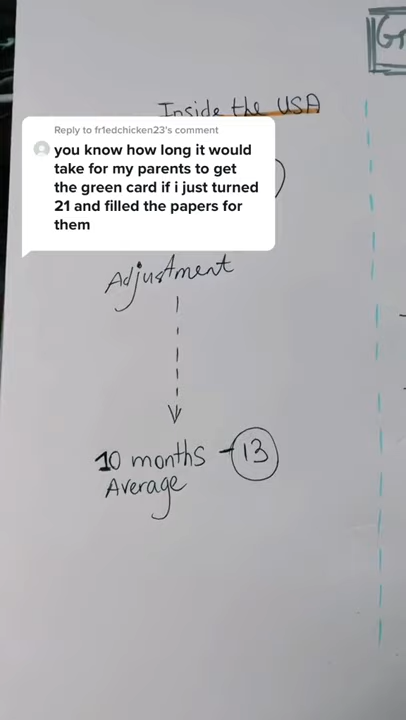 Inside the USA
Reply to fr1edchicken23's comment
you know how long it would
take for my parents to get
the green card if i just turned
21 and filled the papers for
them
Adjustment
10 months - 13
Average